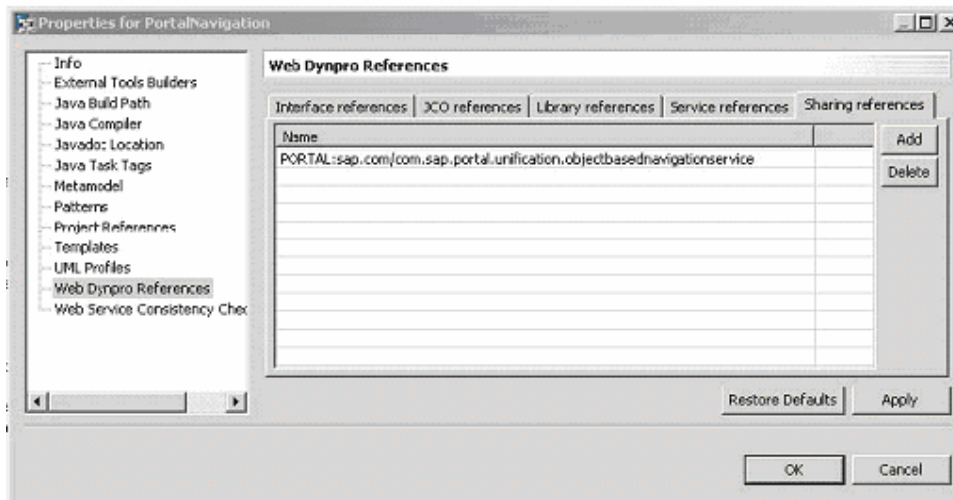 Properties for PortalNavigation
Info
External Tools Builders
Java Build Path
Java Compiler
Javadoc Location
Java Task Tags
Metamodel
Patterns
Project References
Templates
UML Profiles
Web Dynpro References
Web Service Consistency Chec
Web Dynpro References
Interface references JCO references Library references Service references Sharing references
Name
PORTAL:sap.com/com.sap.portal.unification.objectbasednavigationservice
Add
Delete
Restore Defaults Apply
OK Cancel